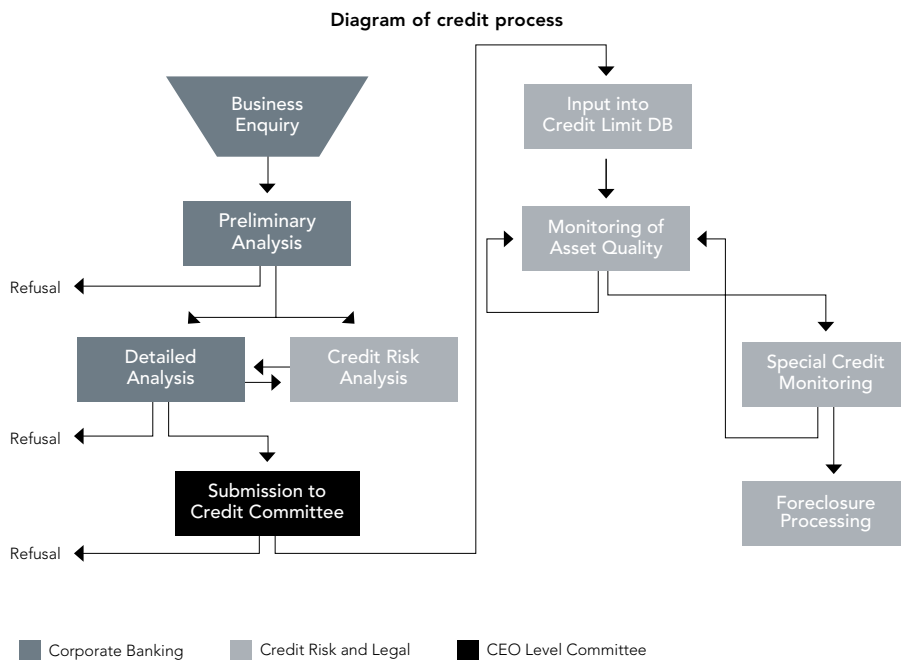 Diagram of credit process
Business
Enquiry
Preliminary
Analysis
Refusal
Detailed
Analysis
Credit Risk
Analysis
Refusal
Submission to
Credit Committee
Refusal
Input into
Credit Limit DB
Monitoring of
Asset Quality
Special Credit
Monitoring
Foreclosure
Processing
Corporate Banking
Credit Risk and Legal
CEO Level Committee